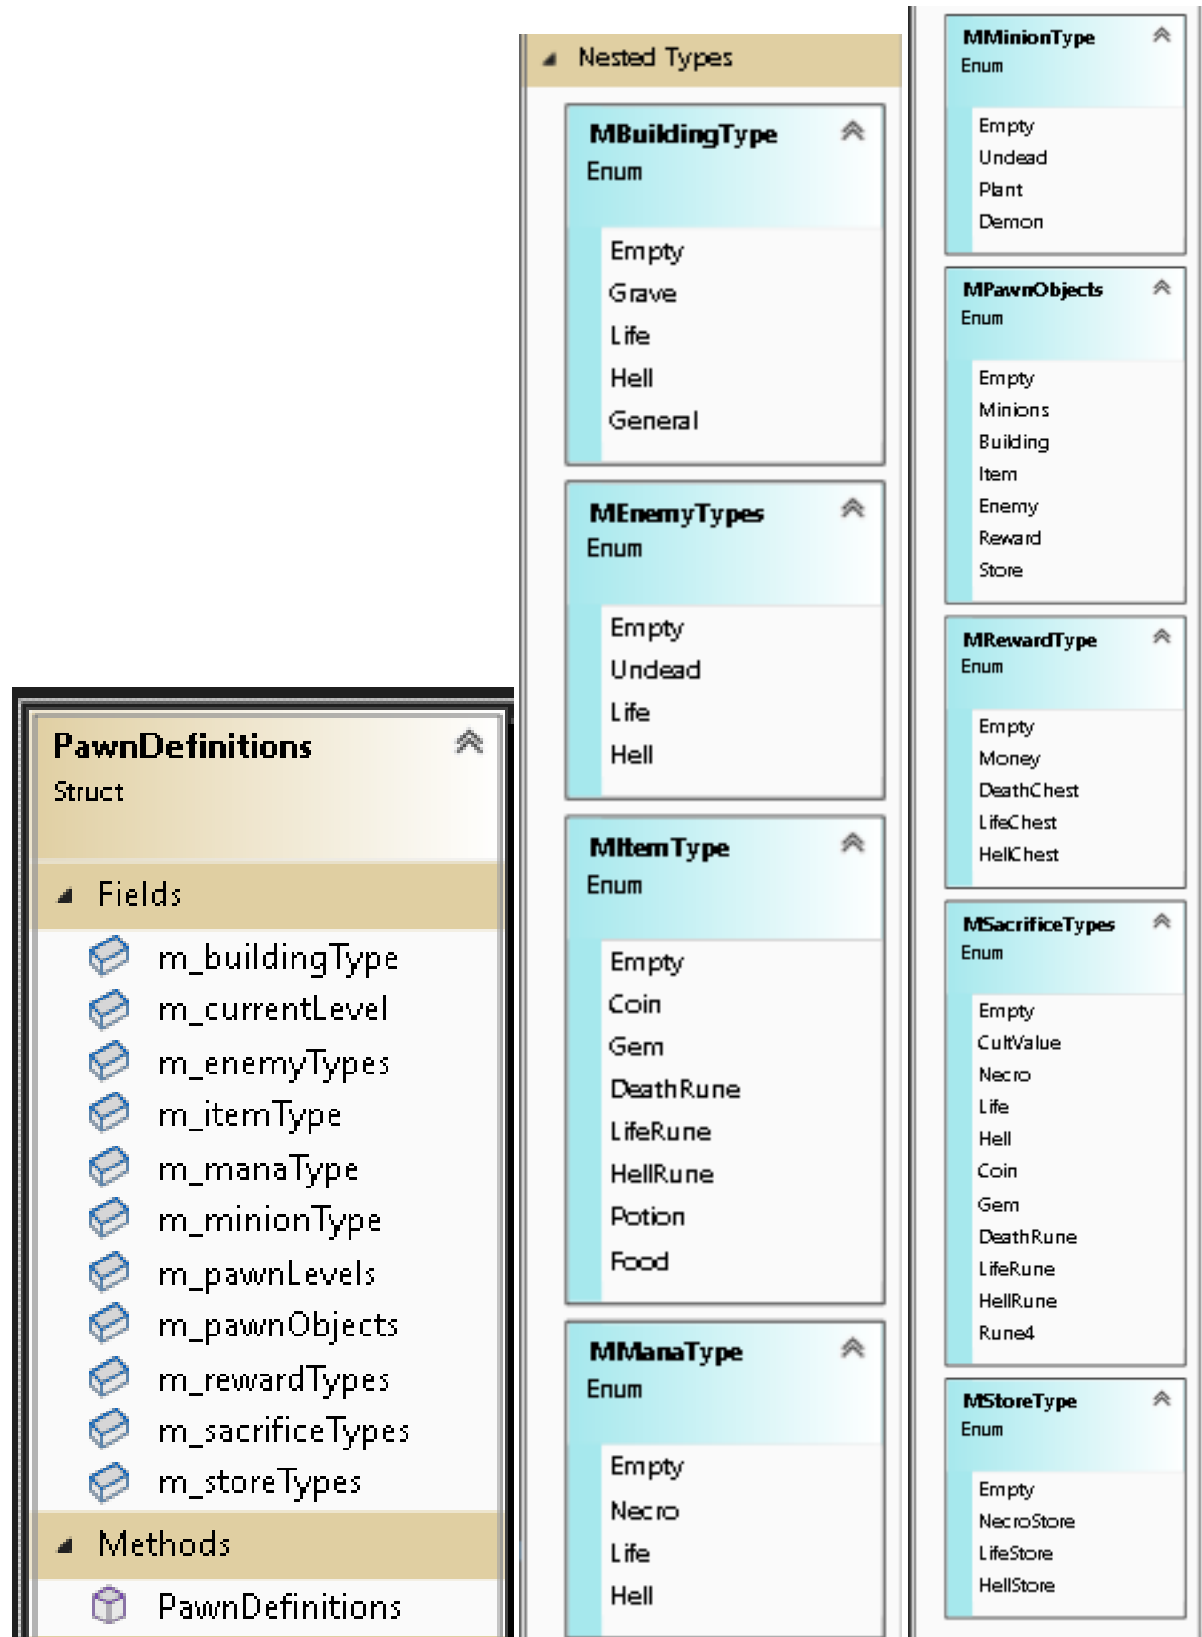 PawnDefinitions
Struct
Fields
m_buildingType
m_currentLevel
m_enemyTypes
m_itemType
m_manaType
m_minionType
m_pawnLevels
m_pawnObjects
m_rewardTypes
m_sacrificeTypes
m_storeTypes
Methods
PawnDefinitions
Nested Types
MBuildingType
Enum
Empty
Grave
Life
Hell
General
MEnemyTypes
Enum
Empty
Undead
Life
Hell
MItemType
Enum
Empty
Coin
Gem
DeathRune
LifeRune
HellRune
Potion
Food
MManaType
Enum
Empty
Necro
Life
Hell
MMinionType
Enum
Empty
Undead
Plant
Demon
MPawnObjects
Enum
Empty
Minions
Building
Item
Enemy
Reward
Store
MRewardType
Enum
Empty
Money
DeathChest
LifeChest
HellChest
MSacrificeTypes
Enum
Empty
CultValue
Necro
Life
Hell
Coin
Gem
DeathRune
LifeRune
HellRune
Rune4
MStoreType
Enum
Empty
NecroStore
LifeStore
HellStore